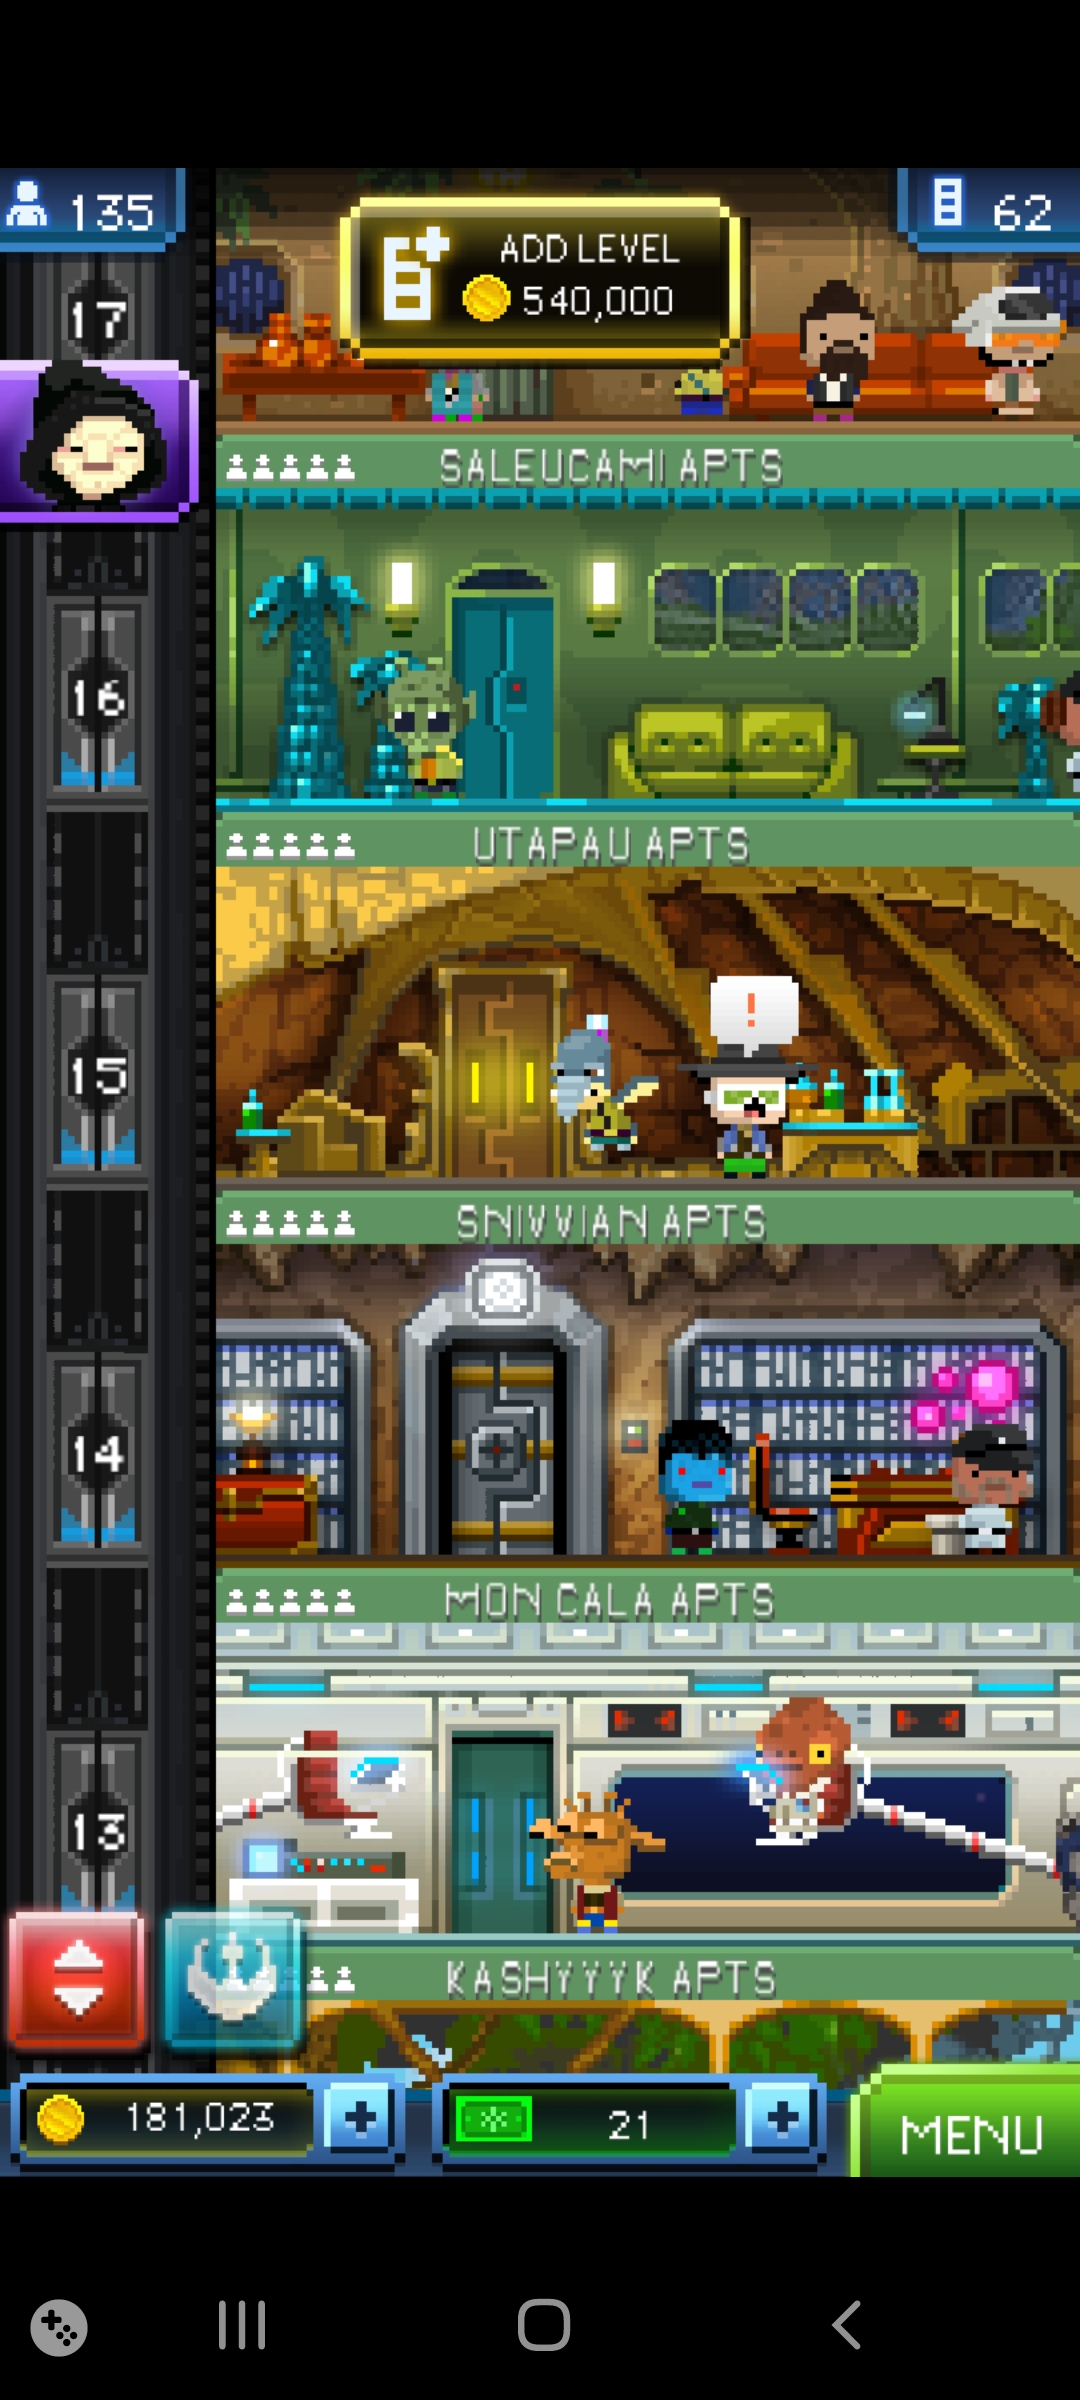 135
ADD LEVEL
540,000
62
17
SALEUCAMI APTS
16
UTAPAU APTS
!
15
SNIVVIAN APTS
14
MON CALA APTS
13
KASHYYYK APTS
181,023
21
MENU